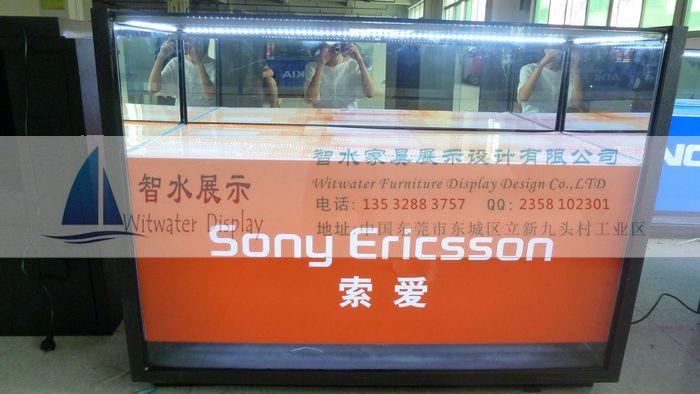 NOKIA
智水家具展示设计有限公司
Witwater Furniture Display Design Co.,LTD
智水展示
Witwater Display
电话: 135 3288 3757 QQ: 2358 102301
地址:中国东莞市东城区立新九头村工业区
Sony Ericsson
索爱